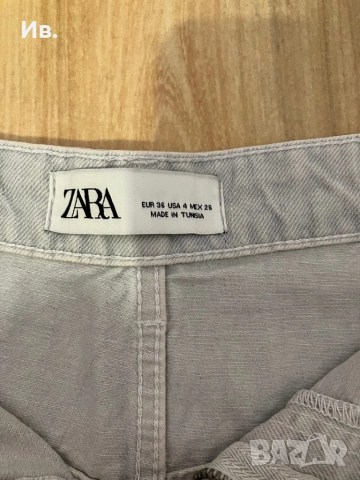 Ив.
ZARA
EUR 36 USA 4 MEX 26
MADE IN TUNISIA
BAZAR